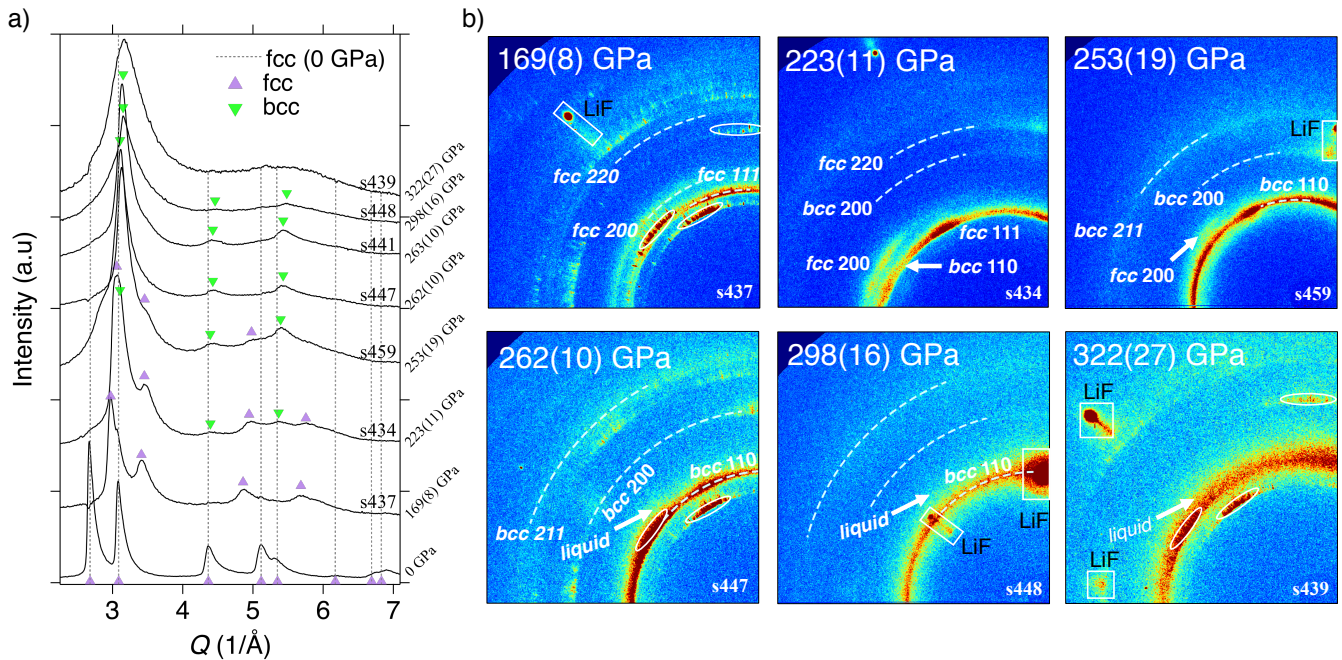 a)
Intensity (a.u)
Q (1/Å)
3 4 5 6 7
fcc (0 GPa)
fcc
bcc
s439
322(27) GPa
s448
298(16) GPa
s441
263(10) GPa
s447
262(10) GPa
s459
253(19) GPa
s434
223(11) GPa
s437
169(8) GPa
0 GPa
b)
169(8) GPa
LiF
fcc 220
fcc 111
fcc 200
s437
223(11) GPa
fcc 220
bcc 200
fcc 111
fcc 200
bcc 110
s434
253(19) GPa
LiF
bcc 200
bcc 110
bcc 211
fcc 200
s459
262(10) GPa
bcc 110
bcc 200
bcc 211
liquid
s447
298(16) GPa
bcc 110
liquid
LiF
LiF
s448
322(27) GPa
LiF
liquid
LiF
s439